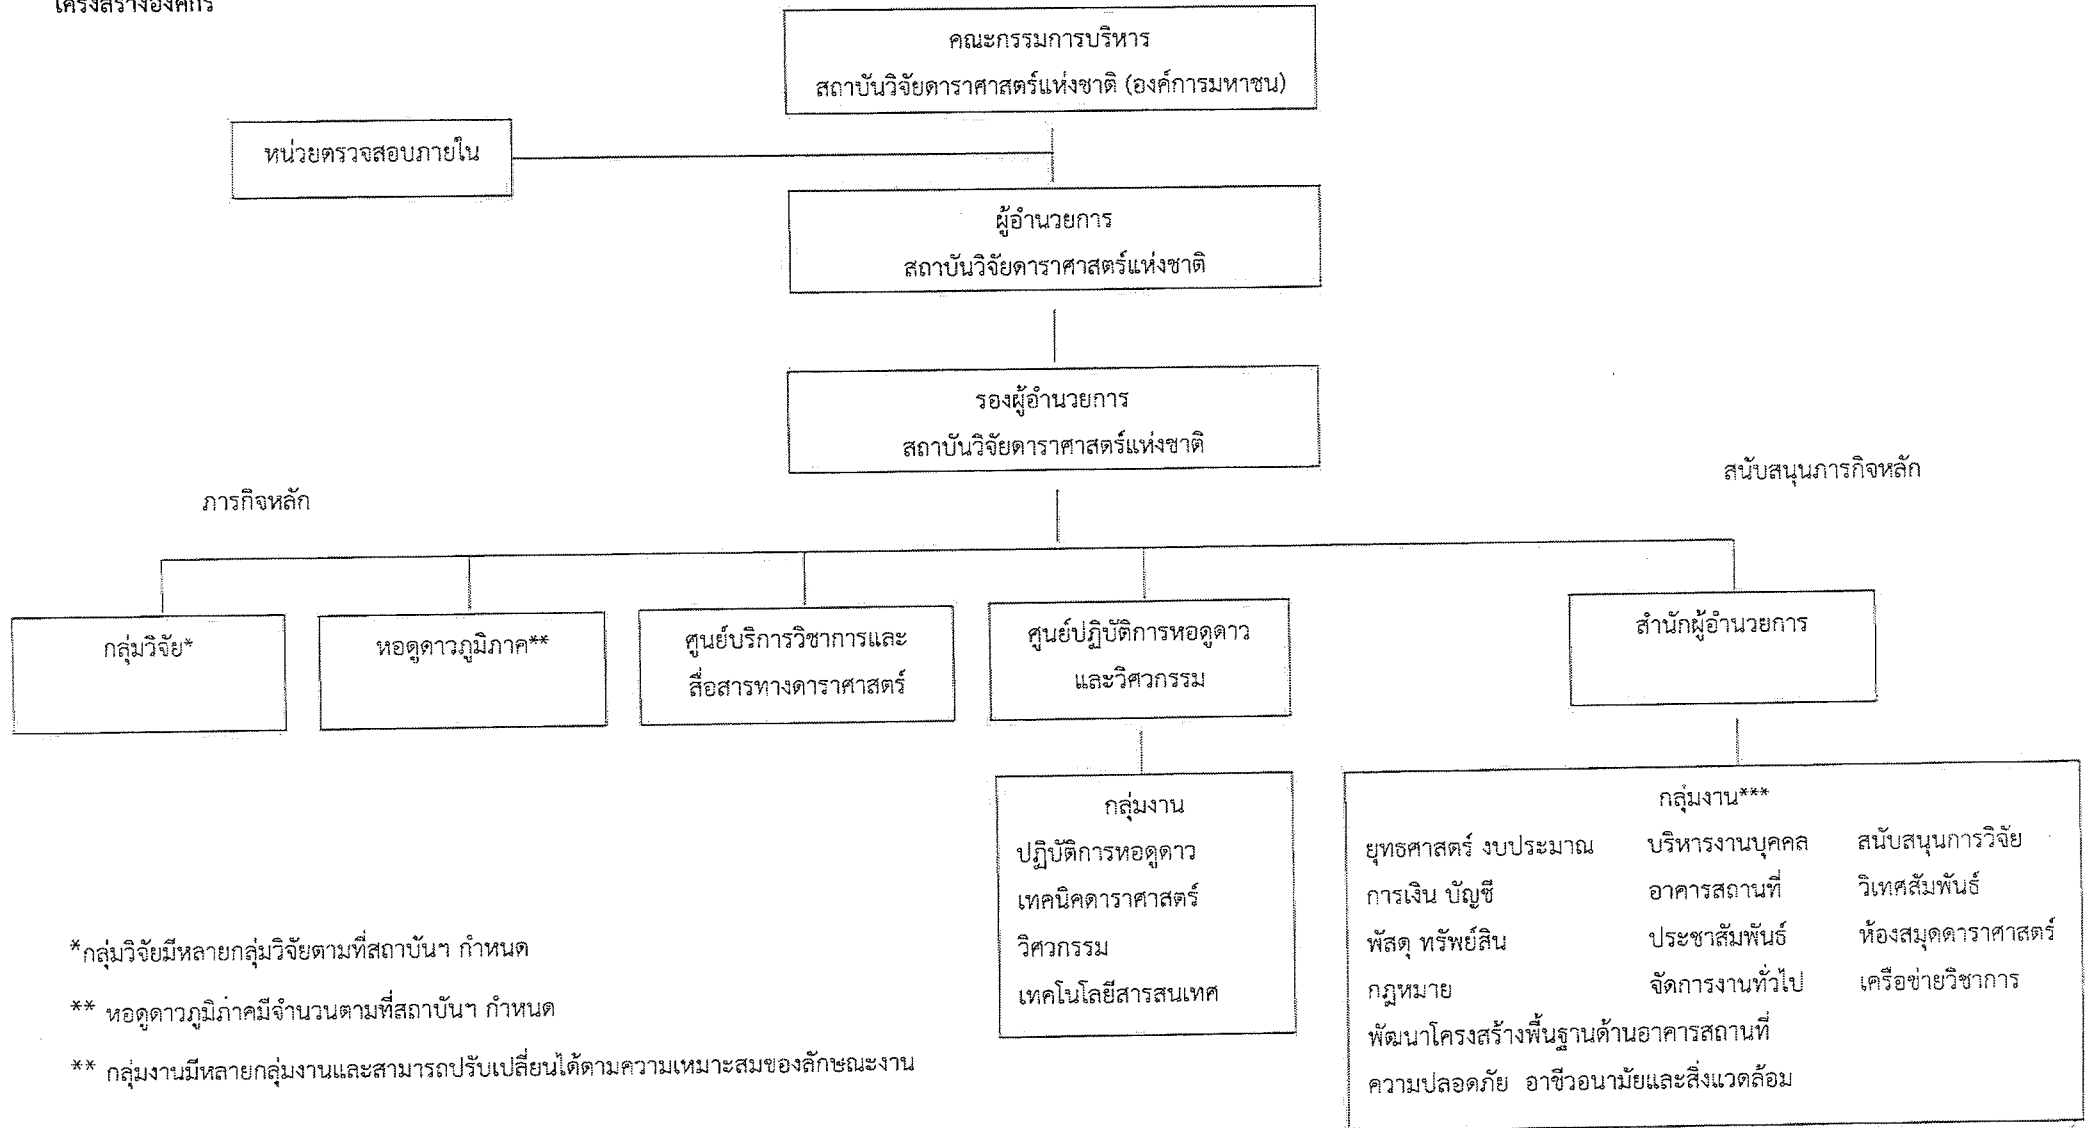 โครงสร้างองค์กร
คณะกรรมการบริหาร
สถาบันวิจัยดาราศาสตร์แห่งชาติ (องค์การมหาชน)
หน่วยตรวจสอบภายใน
ผู้อำนวยการ
สถาบันวิจัยดาราศาสตร์แห่งชาติ
รองผู้อำนวยการ
สถาบันวิจัยดาราศาสตร์แห่งชาติ
ภารกิจหลัก
สนับสนุนภารกิจหลัก
กลุ่มวิจัย*
หอดูดาวภูมิภาค**
ศูนย์บริการวิชาการและ
สื่อสารทางดาราศาสตร์
ศูนย์ปฏิบัติการหอดูดาว
และวิศวกรรม
สำนักผู้อำนวยการ
กลุ่มงาน
ปฏิบัติการหอดูดาว
เทคนิคดาราศาสตร์
วิศวกรรม
เทคโนโลยีสารสนเทศ
กลุ่มงาน***
ยุทธศาสตร์ งบประมาณ บริหารงานบุคคล สนับสนุนการวิจัย
การเงิน บัญชี อาคารสถานที่ วิเทศสัมพันธ์
พัสดุ ทรัพย์สิน ประชาสัมพันธ์ ห้องสมุดดาราศาสตร์
กฎหมาย จัดการงานทั่วไป เครือข่ายวิชาการ
พัฒนาโครงสร้างพื้นฐานด้านอาคารสถานที่
ความปลอดภัย อาชีวอนามัยและสิ่งแวดล้อม
*กลุ่มวิจัยมีหลายกลุ่มวิจัยตามที่สถาบันฯ กำหนด
** หอดูดาวภูมิภาคมีจำนวนตามที่สถาบันฯ กำหนด
** กลุ่มงานมีหลายกลุ่มงานและสามารถปรับเปลี่ยนได้ตามความเหมาะสมของลักษณะงาน